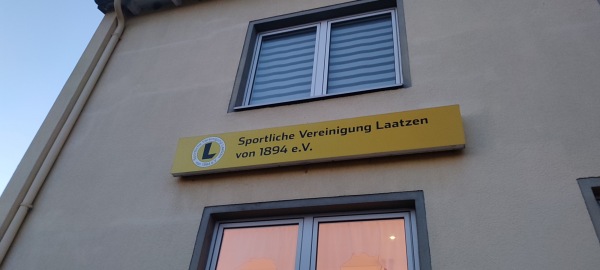 L
Sportliche Vereinigung Laatzen
von 1894 e.V.